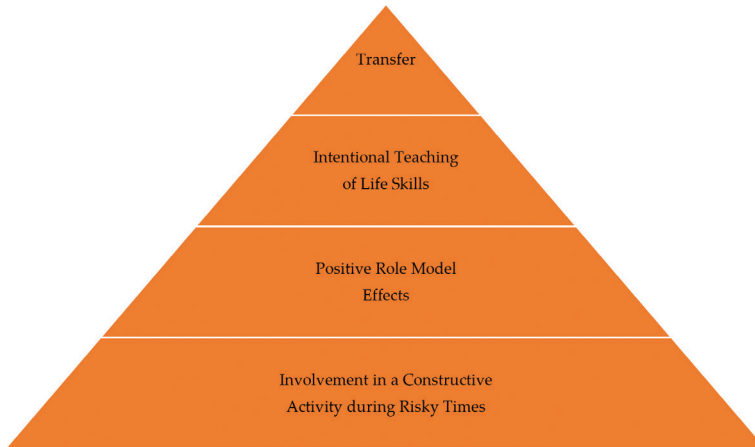 Transfer
Intentional Teaching
of Life Skills
Positive Role Model
Effects
Involvement in a Constructive
Activity during Risky Times